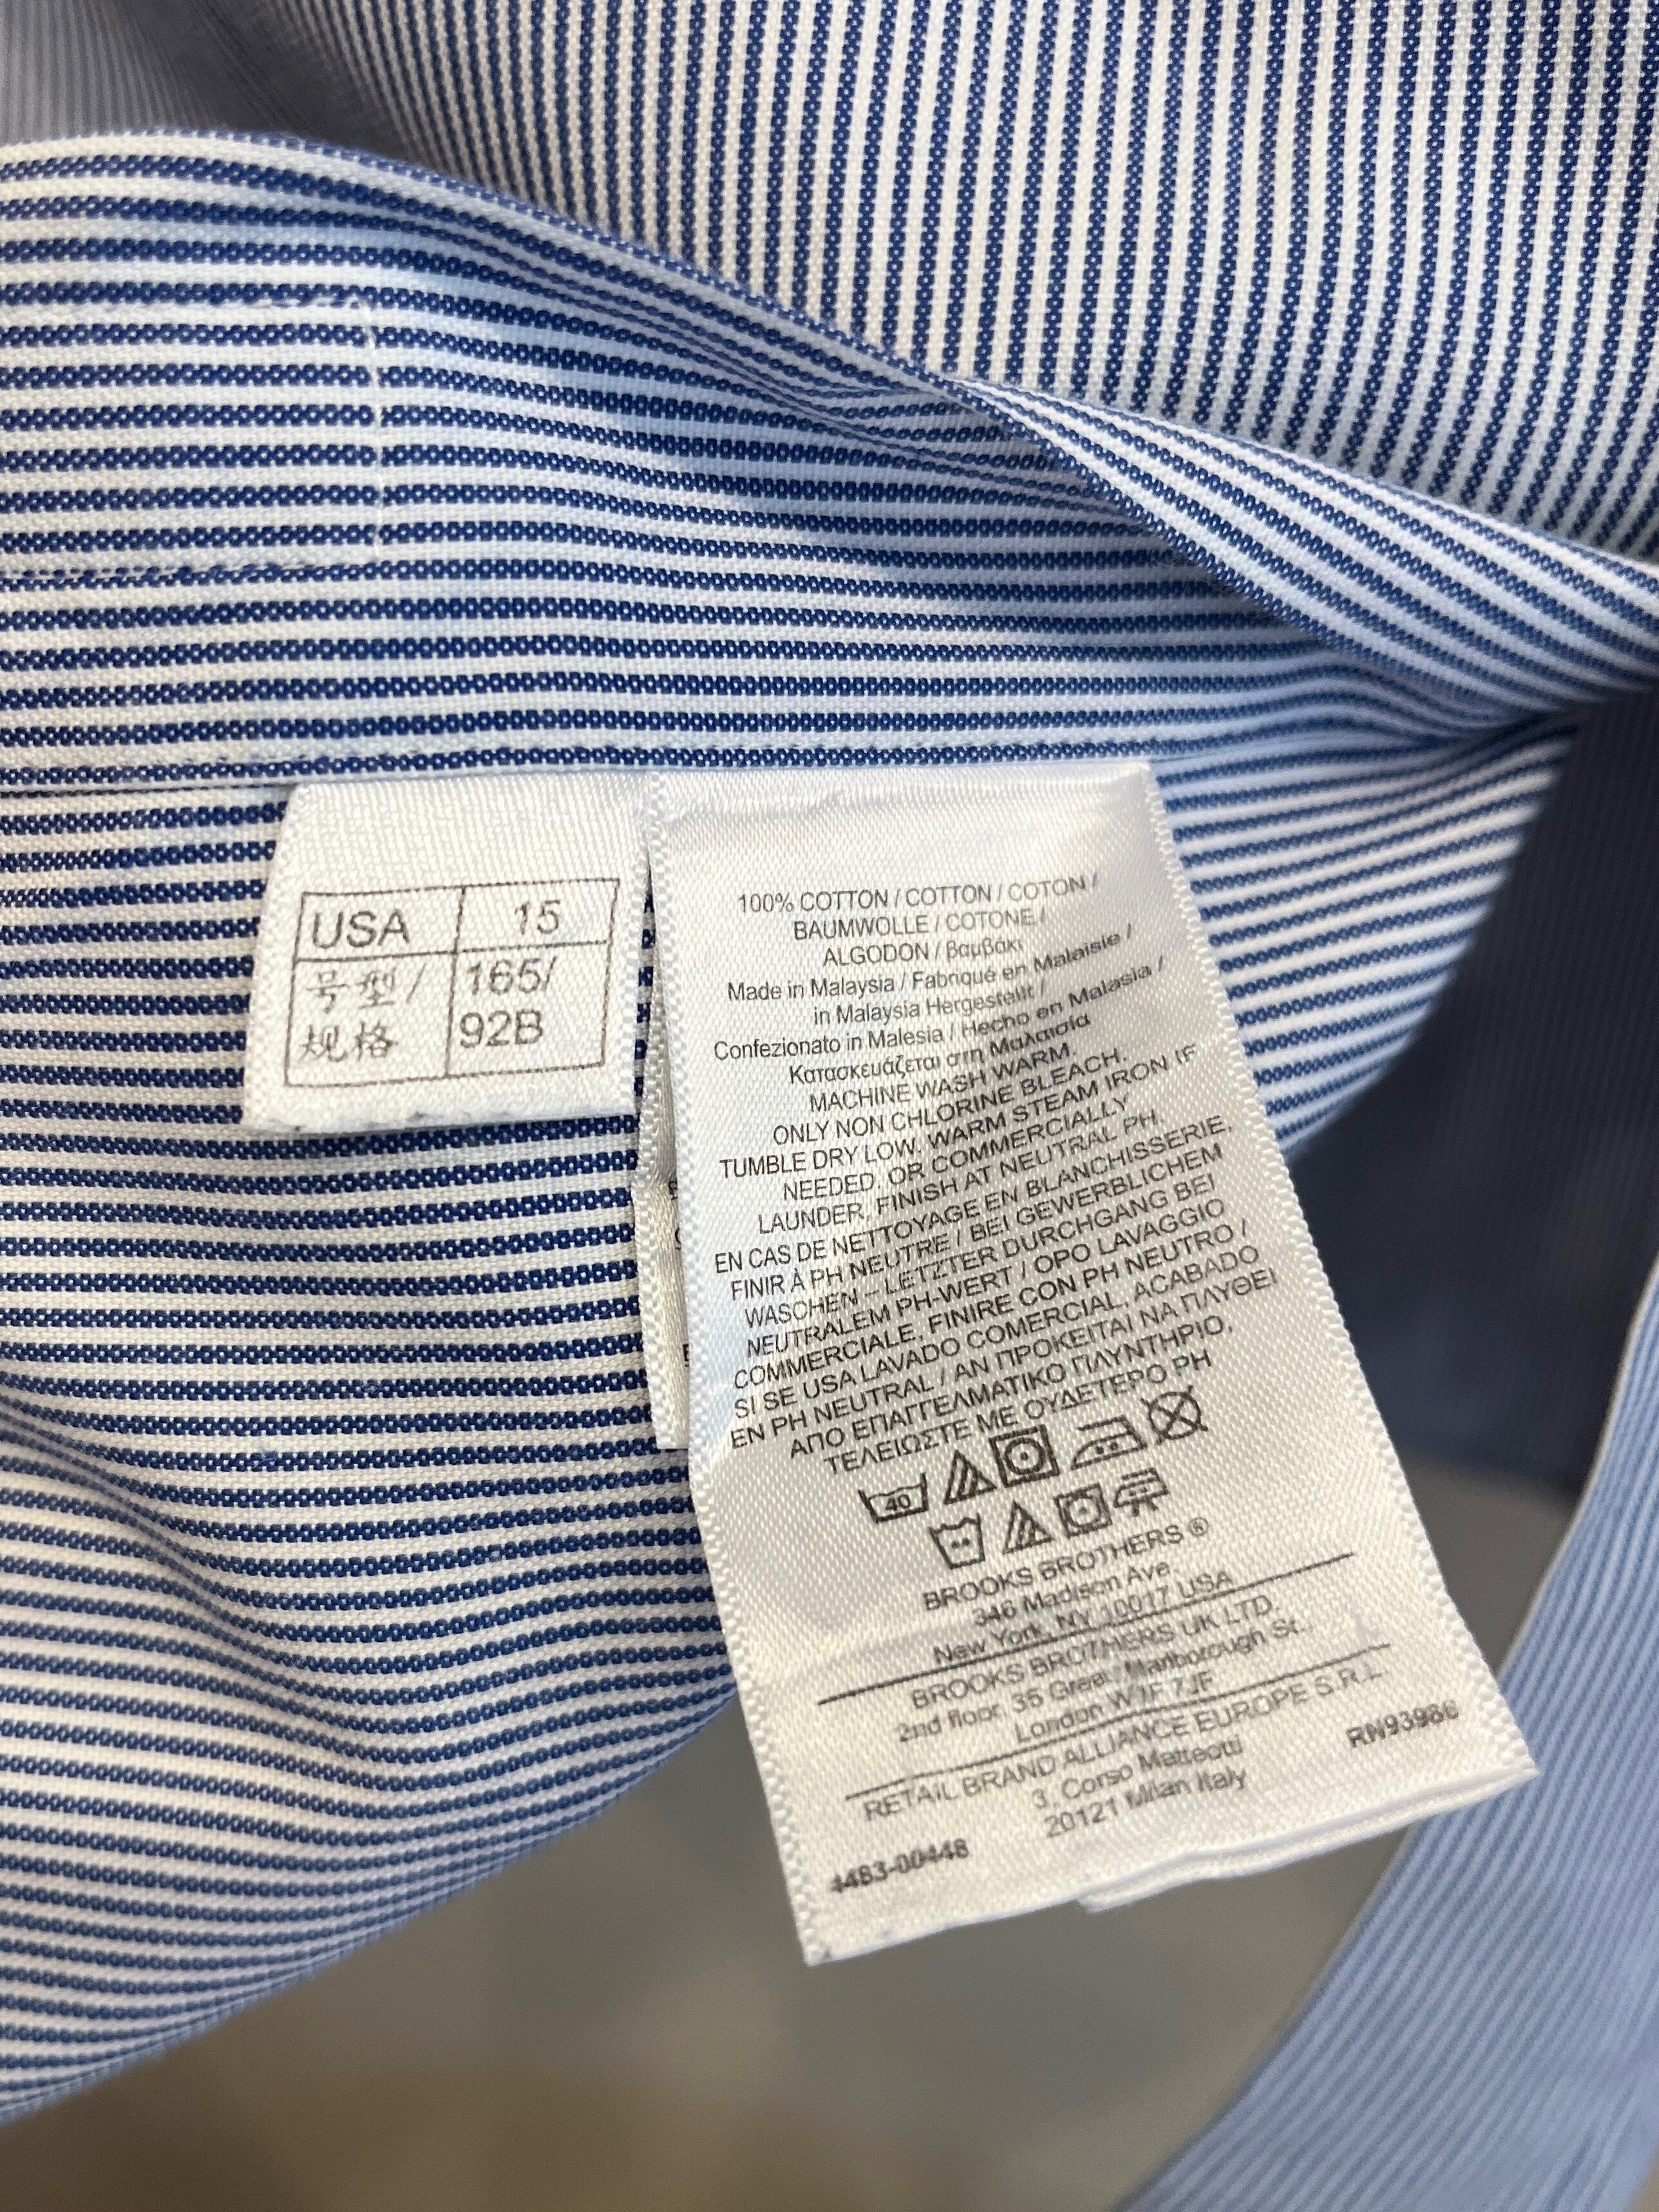 USA 15
号型/ 165/
规格 92B
100% COTTON / COTTON / COTON /
BAUMWOLLE / COTONE /
ALGODON / βαμβάκι
Made in Malaysia / Fabriqué en Malaisie /
in Malaysia Hergestellt /
Confezionato in Malesia / Hecho en Malasia /
Κατασκευάζεται στη Μαλαισία
MACHINE WASH WARM.
ONLY NON CHLORINE BLEACH.
TUMBLE DRY LOW. WARM STEAM IRON IF
NEEDED. OR COMMERCIALLY
LAUNDER, FINISH AT NEUTRAL PH.
EN CAS DE NETTOYAGE EN BLANCHISSERIE,
FINIR À PH NEUTRE / BEI GEWERBLICHEM
WASCHEN – LETZTER DURCHGANG BEI
NEUTRALEM PH-WERT / OPO LAVAGGIO
COMMERCIALE, FINIRE CON PH NEUTRO /
SI SE USA LAVADO COMERCIAL, ACABADO
EN PH NEUTRAL / ΑΝ ΠΡΟΚΕΙΤΑΙ ΝΑ ΠΛΥΘΕΙ
ΑΠΟ ΕΠΑΓΓΕΛΜΑΤΙΚΟ ΠΛΥΝΤΗΡΙΟ,
ΤΕΛΕΙΩΣΤΕ ΜΕ ΟΥΔΕΤΕΡΟ PH
40
BROOKS BROTHERS ®
346 Madison Ave.
New York, NY 10017 USA
BROOKS BROTHERS UK LTD.
2nd floor, 35 Great Marlborough St.,
London W1F 7JF
RETAIL BRAND ALLIANCE EUROPE S.R.L.
3, Corso Matteotti
20121 Milan Italy
RN93986
4483-00448